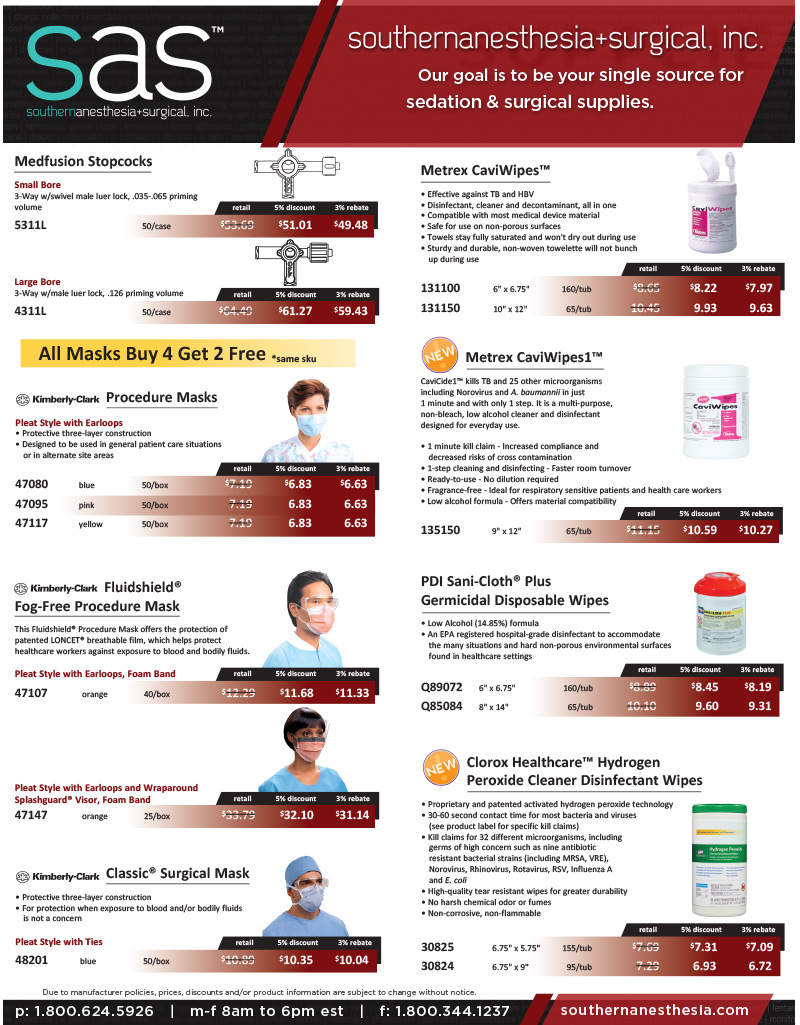 sas™
southernanesthesia+surgical, inc.
southernanesthesia+surgical, inc.
Our goal is to be your single source for
sedation & surgical supplies.
Medfusion Stopcocks
Small Bore
3-Way w/swivel male luer lock, .035-.065 priming
volume
retail 5% discount 3% rebate
5311L 50/case $53.69 $51.01 $49.48
Large Bore
3-Way w/male luer lock, .126 priming volume
retail 5% discount 3% rebate
4311L 50/case $64.49 $61.27 $59.43
All Masks Buy 4 Get 2 Free *same sku
Kimberly-Clark Procedure Masks
Pleat Style with Earloops
• Protective three-layer construction
• Designed to be used in general patient care situations
or in alternate site areas
retail 5% discount 3% rebate
47080 blue 50/box $7.19 $6.83 $6.63
47095 pink 50/box 7.19 6.83 6.63
47117 yellow 50/box 7.19 6.83 6.63
Kimberly-Clark Fluidshield®
Fog-Free Procedure Mask
This Fluidshield® Procedure Mask offers the protection of
patented LONCET® breathable film, which helps protect
healthcare workers against exposure to blood and bodily fluids.
Pleat Style with Earloops, Foam Band
retail 5% discount 3% rebate
47107 orange 40/box $12.29 $11.68 $11.33
Pleat Style with Earloops and Wraparound
Splashguard® Visor, Foam Band
retail 5% discount 3% rebate
47147 orange 25/box $33.79 $32.10 $31.14
Kimberly-Clark Classic® Surgical Mask
• Protective three-layer construction
• For protection when exposure to blood and/or bodily fluids
is not a concern
Pleat Style with Ties
retail 5% discount 3% rebate
48201 blue 50/box $10.89 $10.35 $10.04
Metrex CaviWipes™
• Effective against TB and HBV
• Disinfectant, cleaner and decontaminant, all in one
• Compatible with most medical device material
• Safe for use on non-porous surfaces
• Towels stay fully saturated and won't dry out during use
• Sturdy and durable, non-woven towelette will not bunch
up during use
CaviWipes
retail 5% discount 3% rebate
131100 6" x 6.75" 160/tub $8.65 $8.22 $7.97
131150 10" x 12" 65/tub 10.45 9.93 9.63
NEW
Metrex CaviWipes1™
CaviCide1™ kills TB and 25 other microorganisms
including Norovirus and A. baumannii in just
1 minute and with only 1 step. It is a multi-purpose,
non-bleach, low alcohol cleaner and disinfectant
designed for everyday use.
CaviWipes
1
• 1 minute kill claim - Increased compliance and
decreased risks of cross contamination
• 1-step cleaning and disinfecting - Faster room turnover
• Ready-to-use - No dilution required
• Fragrance-free - Ideal for respiratory sensitive patients and health care workers
• Low alcohol formula - Offers material compatibility
retail 5% discount 3% rebate
135150 9" x 12" 65/tub $11.15 $10.59 $10.27
PDI Sani-Cloth® Plus
Germicidal Disposable Wipes
• Low Alcohol (14.85%) formula
• An EPA registered hospital-grade disinfectant to accommodate
the many situations and hard non-porous environmental surfaces
found in healthcare settings
retail 5% discount 3% rebate
Q89072 6" x 6.75" 160/tub $8.89 $8.45 $8.19
Q85084 8" x 14" 65/tub 10.10 9.60 9.31
NEW
Clorox Healthcare™ Hydrogen
Peroxide Cleaner Disinfectant Wipes
• Proprietary and patented activated hydrogen peroxide technology
• 30-60 second contact time for most bacteria and viruses
(see product label for specific kill claims)
• Kill claims for 32 different microorganisms, including
germs of high concern such as nine antibiotic
resistant bacterial strains (including MRSA, VRE),
Norovirus, Rhinovirus, Rotavirus, RSV, Influenza A
and E. coli
• High-quality tear resistant wipes for greater durability
• No harsh chemical odor or fumes
• Non-corrosive, non-flammable
Hydrogen Peroxide
retail 5% discount 3% rebate
30825 6.75" x 5.75" 155/tub $7.69 $7.31 $7.09
30824 6.75" x 9" 95/tub 7.29 6.93 6.72
Due to manufacturer policies, prices, discounts and/or product information are subject to change without notice.
p: 1.800.624.5926 | m-f 8am to 6pm est | f: 1.800.344.1237
southernanesthesia.com